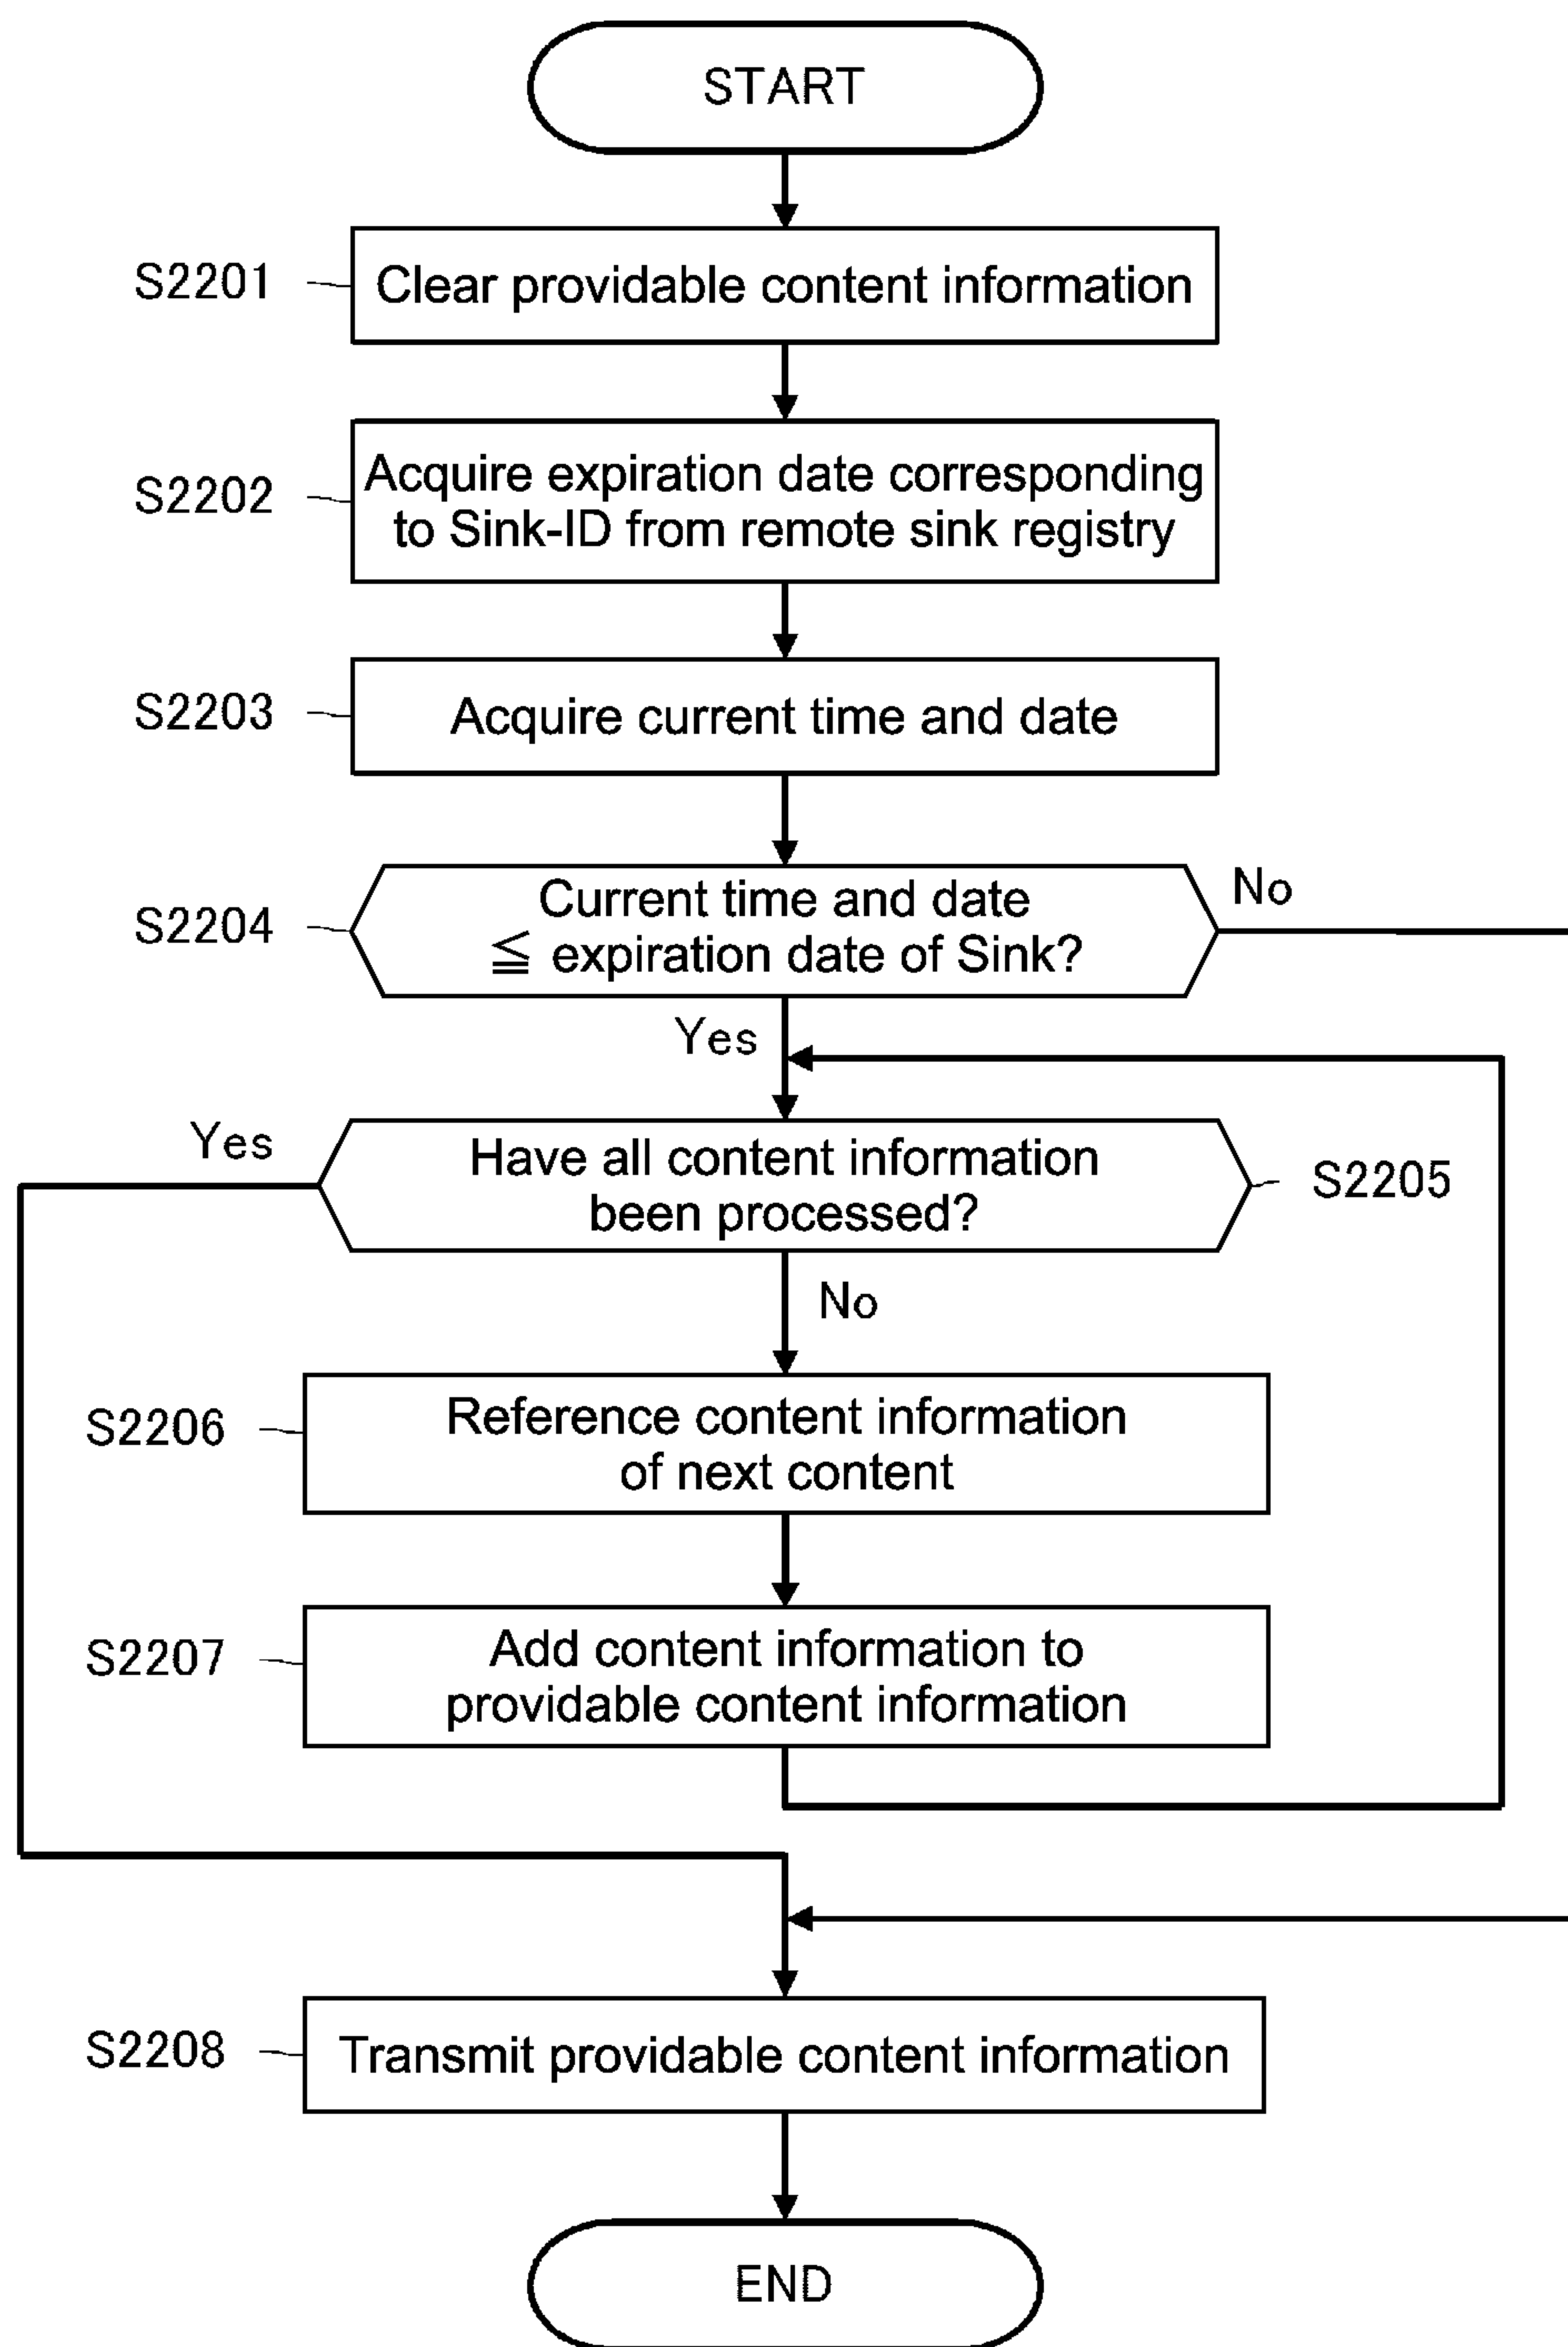 START
S2201
Clear providable content information
S2202
Acquire expiration date corresponding
to Sink-ID from remote sink registry
S2203
Acquire current time and date
S2204
Current time and date
≦ expiration date of Sink?
No
Yes
Yes
Have all content information
been processed?
S2205
No
S2206
Reference content information
of next content
S2207
Add content information to
providable content information
S2208
Transmit providable content information
END